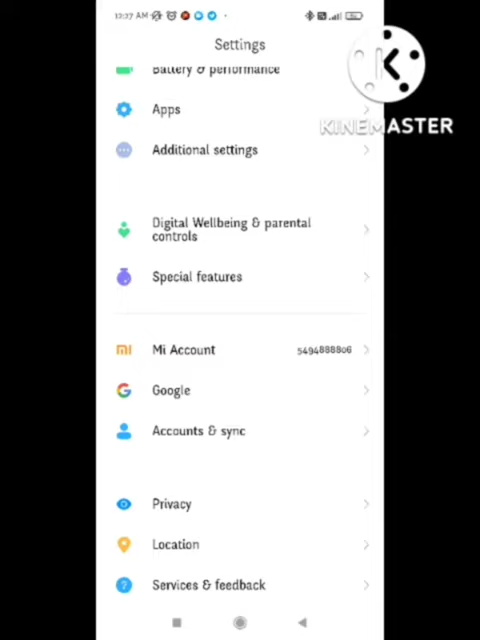 12:27 AM
Settings
KINEMASTER
Battery & performance
Apps
Additional settings
Digital Wellbeing & parental
controls
Special features
Mi Account 5494888806
Google
Accounts & sync
Privacy
Location
Services & feedback